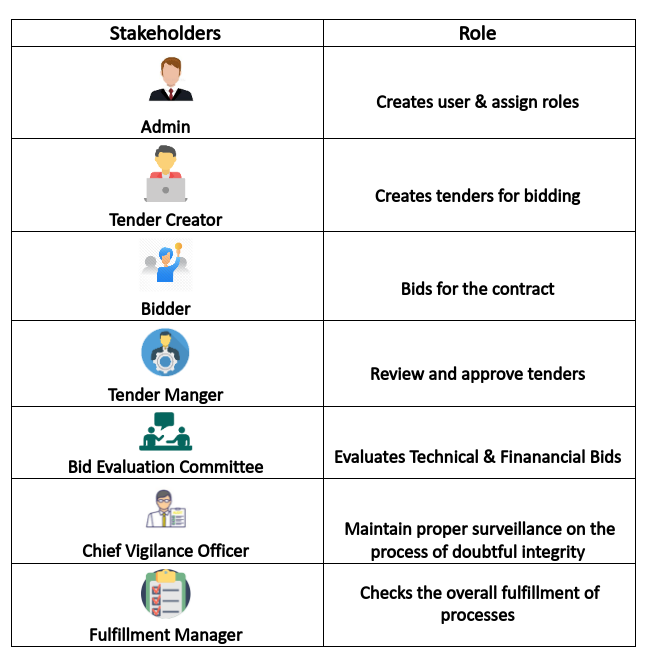 Stakeholders
Role
Admin
Creates user & assign roles
Tender Creator
Creates tenders for bidding
Bidder
Bids for the contract
Tender Manger
Review and approve tenders
Bid Evaluation Committee
Evaluates Technical & Finanancial Bids
Chief Vigilance Officer
Maintain proper surveillance on the
process of doubtful integrity
Fulfillment Manager
Checks the overall fulfillment of
processes